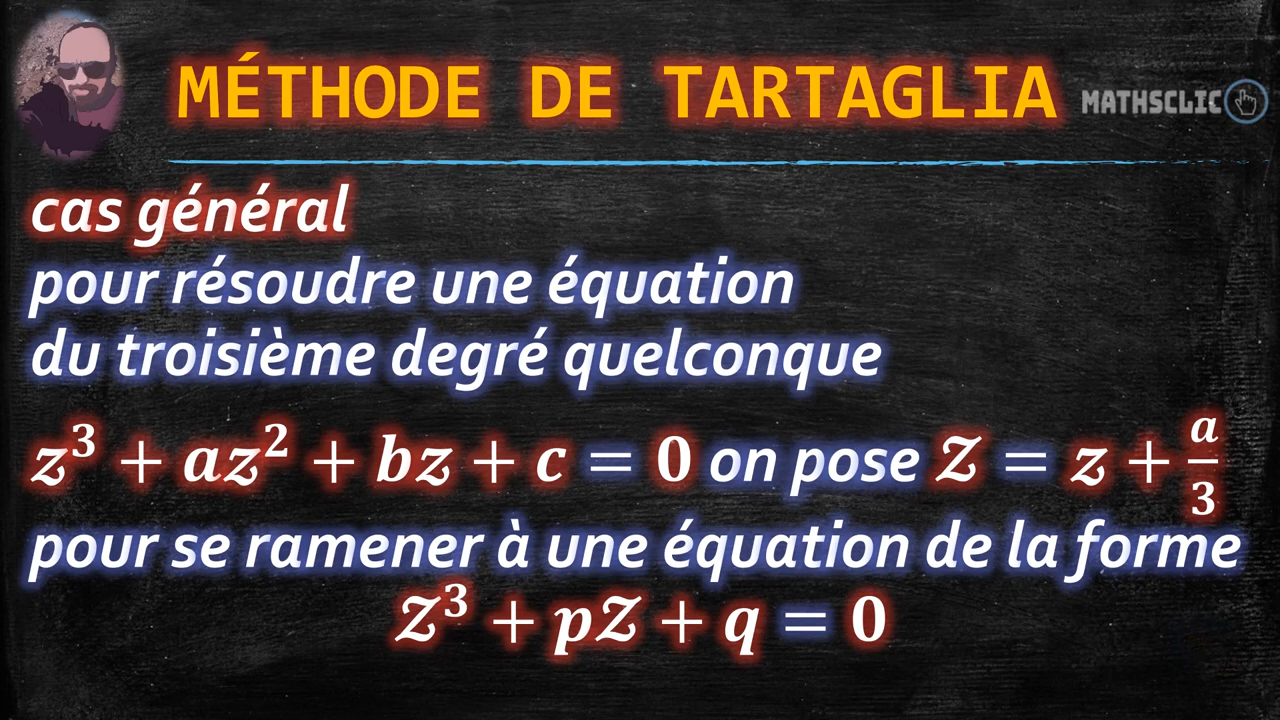 MÉTHODE DE TARTAGLIA
MATHSCLIC
cas général
pour résoudre une équation
du troisième degré quelconque
z³ + az² + bz + c = 0 on pose 𝒵 = z + a/3
pour se ramener à une équation de la forme
𝒵³ + p𝒵 + q = 0